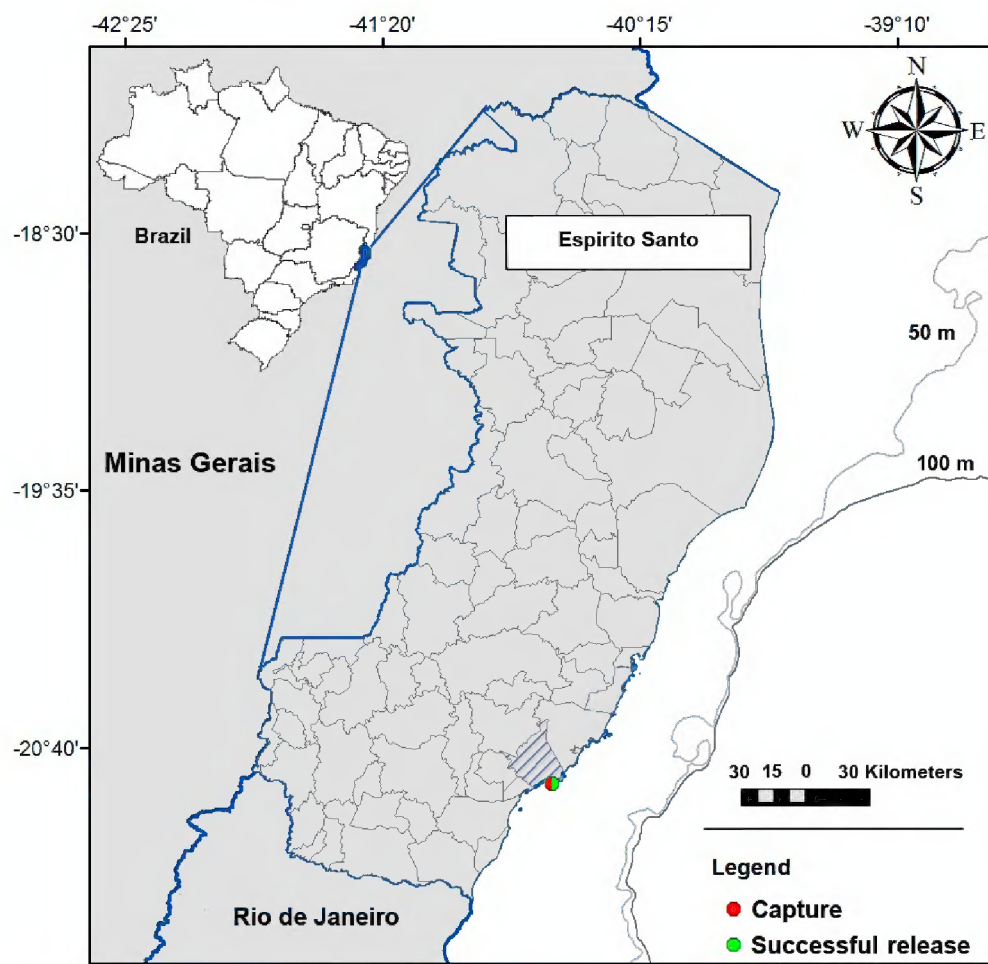 -42°25'
-41°20'
-40°15'
-39°10'
N
W E
S
-18°30'
Brazil
Espirito Santo
50 m
Minas Gerais
100 m
-19°35'
-20°40'
30 15 0 30 Kilometers
Legend
Capture
Rio de Janeiro
Successful release